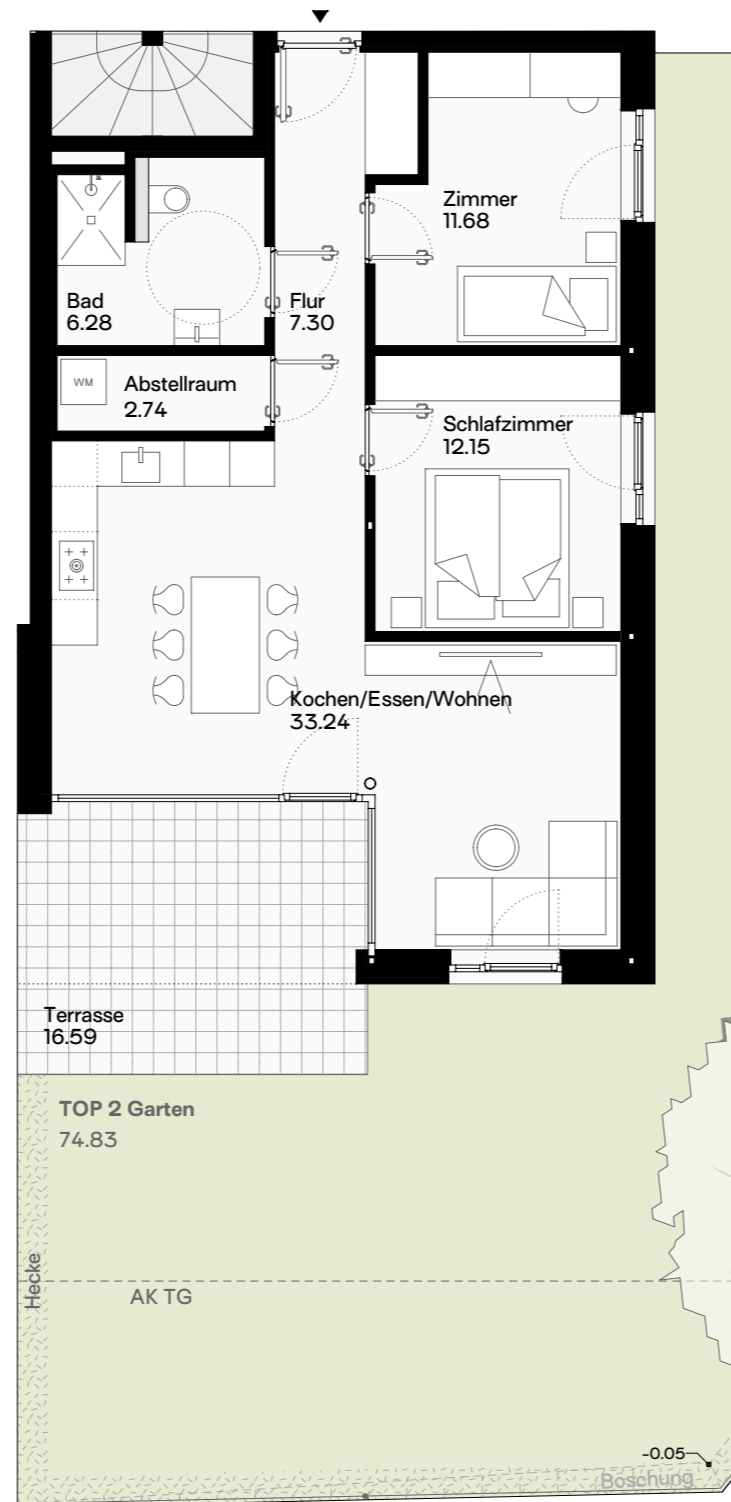 Zimmer
11.68
Bad
6.28
Flur
7.30
WM
Abstellraum
2.74
Schlafzimmer
12.15
Kochen/Essen/Wohnen
33.24
Terrasse
16.59
TOP 2 Garten
74.83
Hecke
AK TG
-0.05
Böschung